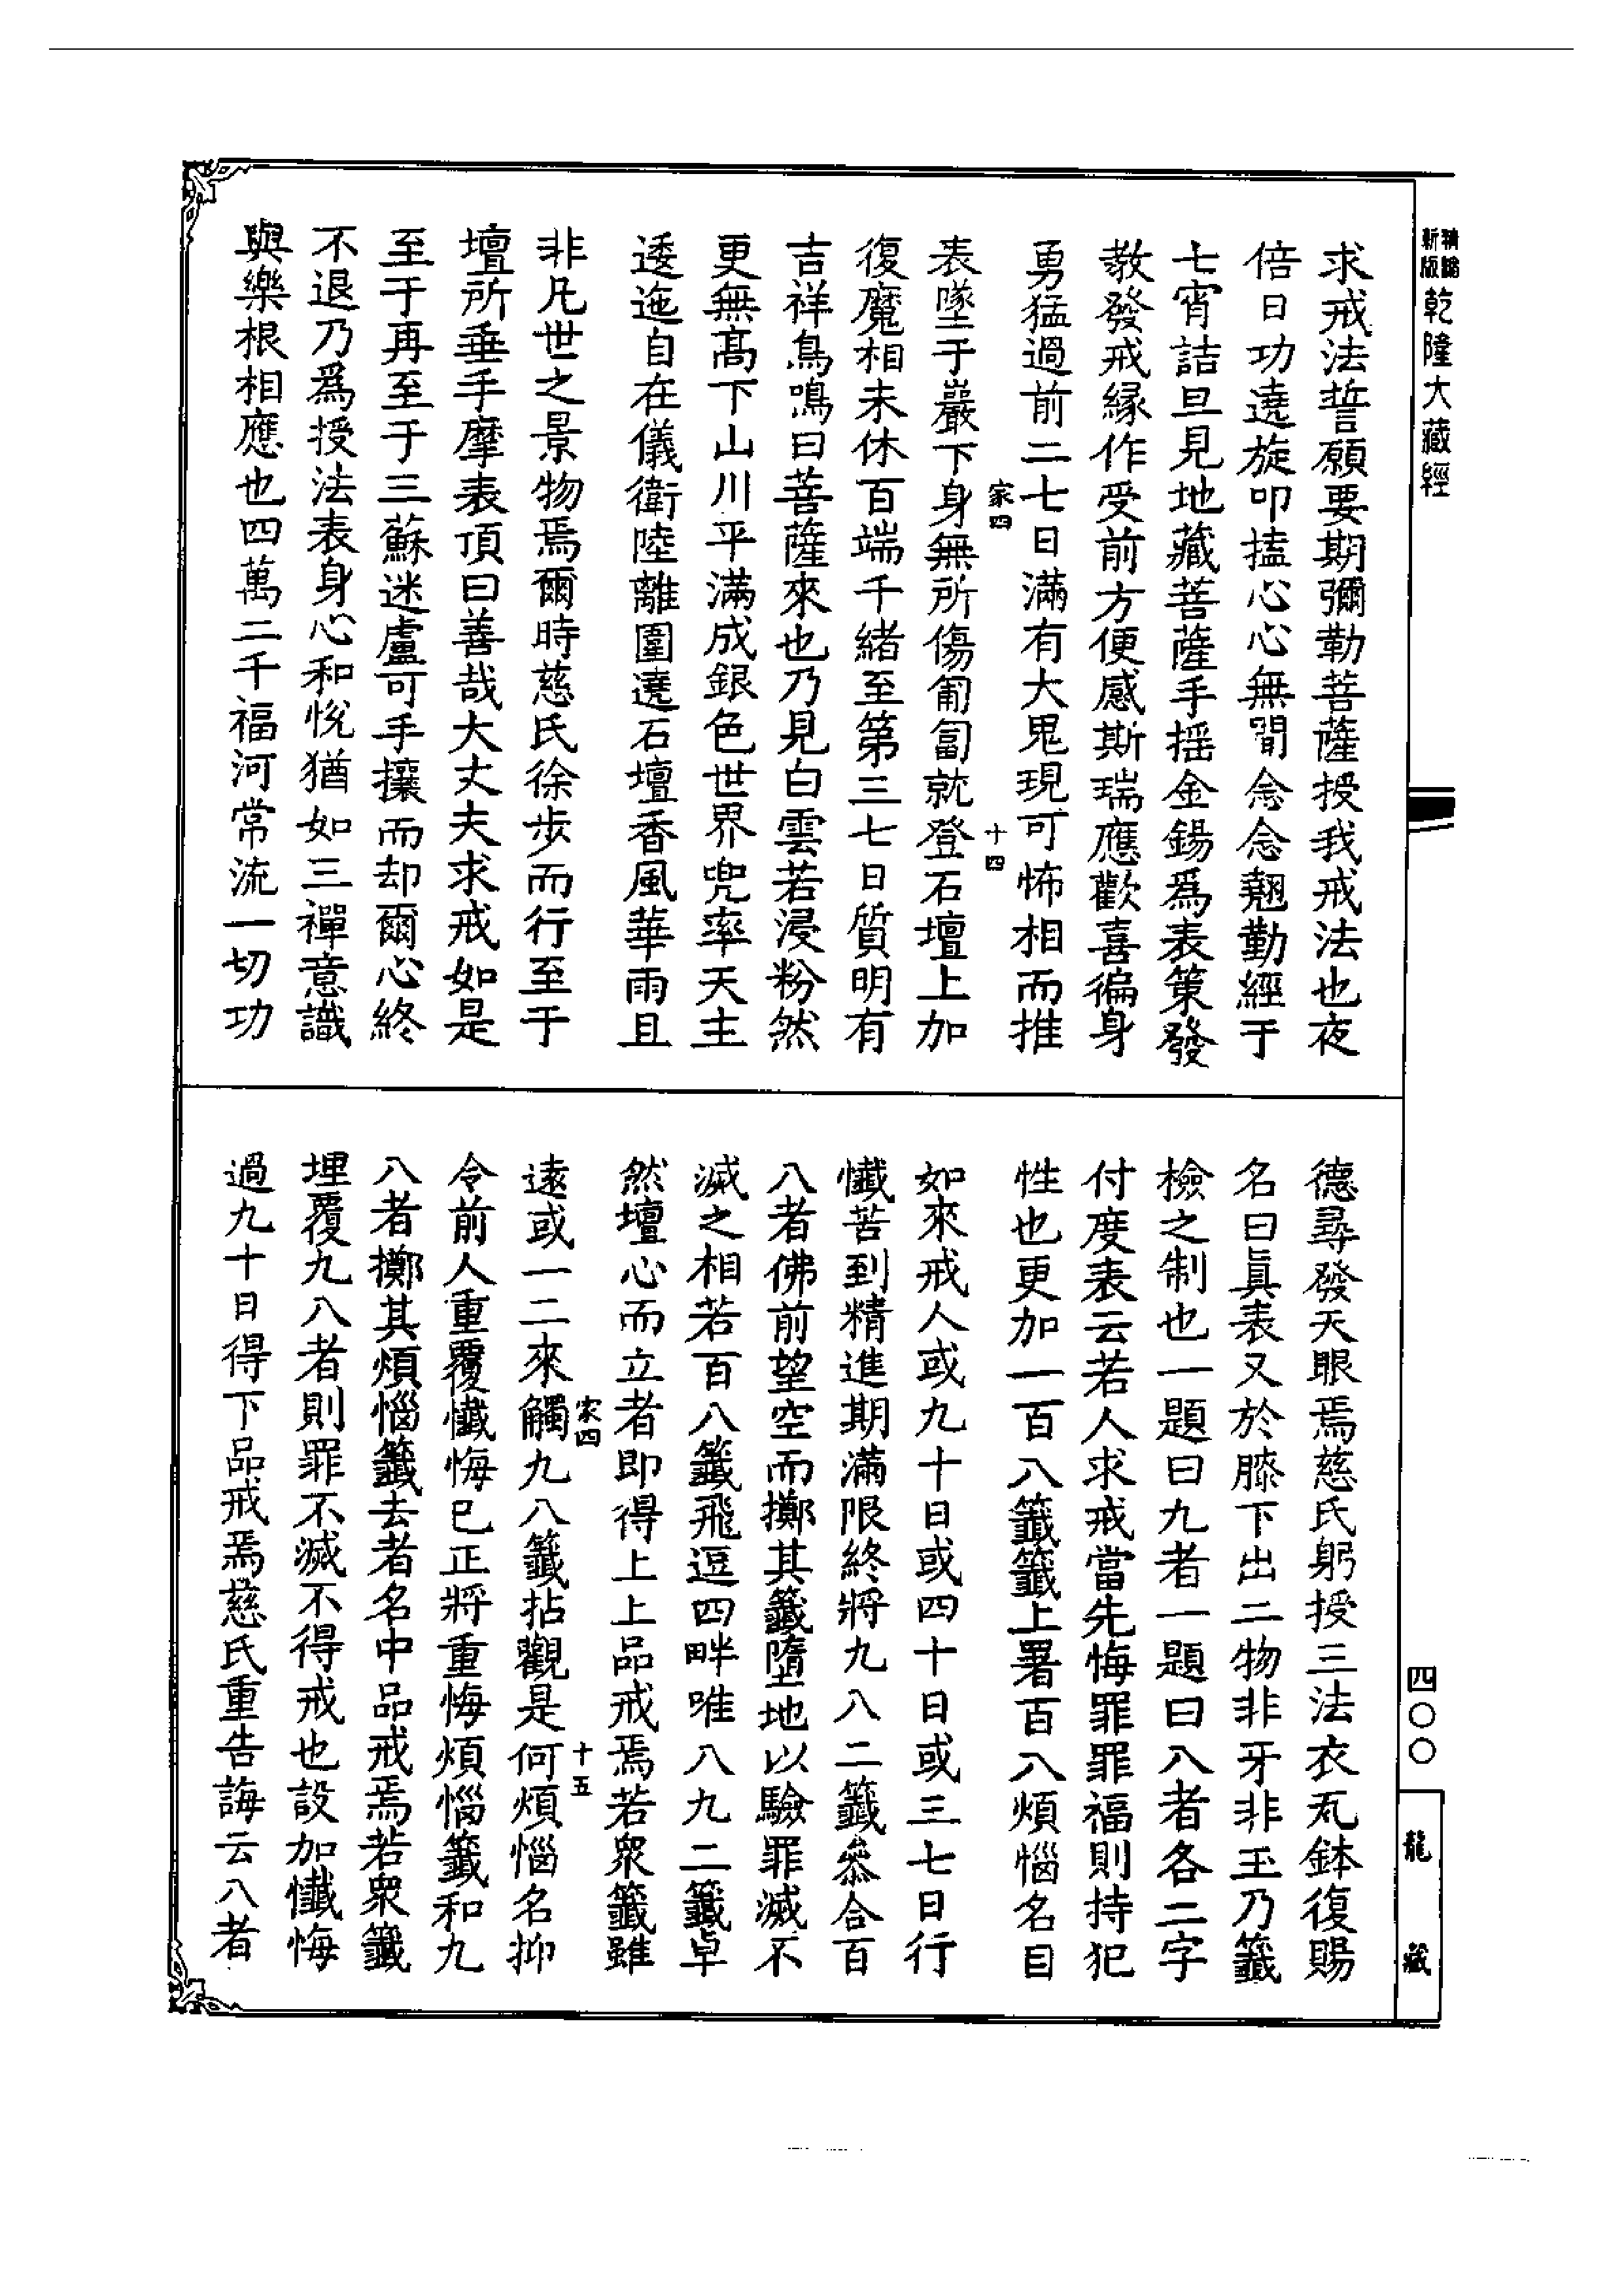 新版精縮乾隆大藏經
求戒法誓願要期彌勒菩薩授我戒法也夜
倍日功遶旋叩搕心心無間念念翹勤經于
七宵詰旦見地藏菩薩手摇金錫爲表策發
教發戒緣作受前方便感斯瑞應歡喜徧身
勇猛過前二七日滿有大鬼現可怖相而推
家四
十四
表墜于巖下身無所傷匍匐就登石壇上加
復魔相未休百端千緒至第三七日質明有
吉祥鳥鳴曰菩薩來也乃見白雲若浸粉然
更無高下山川平滿成銀色世界兜率天主
逶迤自在儀衛陸離圍遶石壇香風華雨且
非凡世之景物焉爾時慈氏徐步而行至于
壇所垂手摩表頂曰善哉大丈夫求戒如是
至于再至于三蘇迷盧可手攘而却爾心終
不退乃爲授法表身心和悅猶如三禪意識
與樂根相應也四萬二千福河常流一切功
德尋發天眼焉慈氏躬授三法衣瓦鉢復賜
名曰眞表又於膝下出二物非牙非玉乃籤
檢之制也一題曰九者一題曰八者各二字
付度表云若人求戒當先悔罪罪福則持犯
性也更加一百八籤籤上署百八煩惱名目
如來戒人或九十日或四十日或三七日行
懺苦到精進期滿限終將九八二籤叅合百
八者佛前望空而擲其籤墮地以驗罪滅不
滅之相若百八籤飛逗四畔唯八九二籤卓
然壇心而立者即得上上品戒焉若衆籤雖
家四
十五
遠或一二來觸九八籤拈觀是何煩惱名抑
令前人重覆懺悔已正將重悔煩惱籤和九
八者擲其煩惱籤去者名中品戒焉若衆籤
埋覆九八者則罪不滅不得戒也設加懺悔
過九十日得下品戒焉慈氏重告誨云八者
四〇〇
龍藏